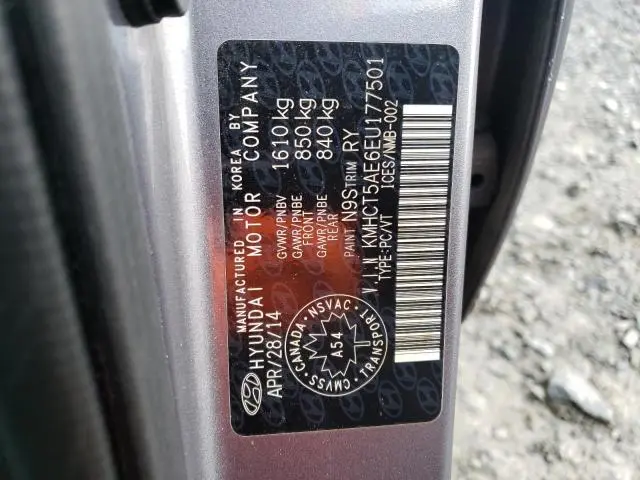 MANUFACTURED IN KOREA BY
HYUNDAI MOTOR COMPANY
APR/28/14
GVWR/PNBV 1610 kg
GAWR/PNBE FRONT 850 kg
GAWR/PNBE REAR 840 kg
PAINT N9S TRIM RY
V.I.N KMHCT5AE6EU177501
TYPE:PC/VT ICES/NMB-002
CANADA • NSVAC •
TRANSPORT • CMVSS •
A54